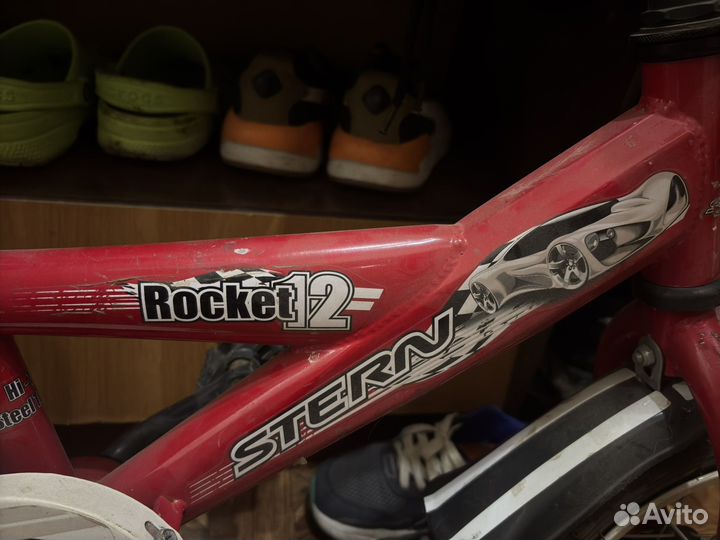 Rocket 12
STERN
Hi-
Steel
Avito